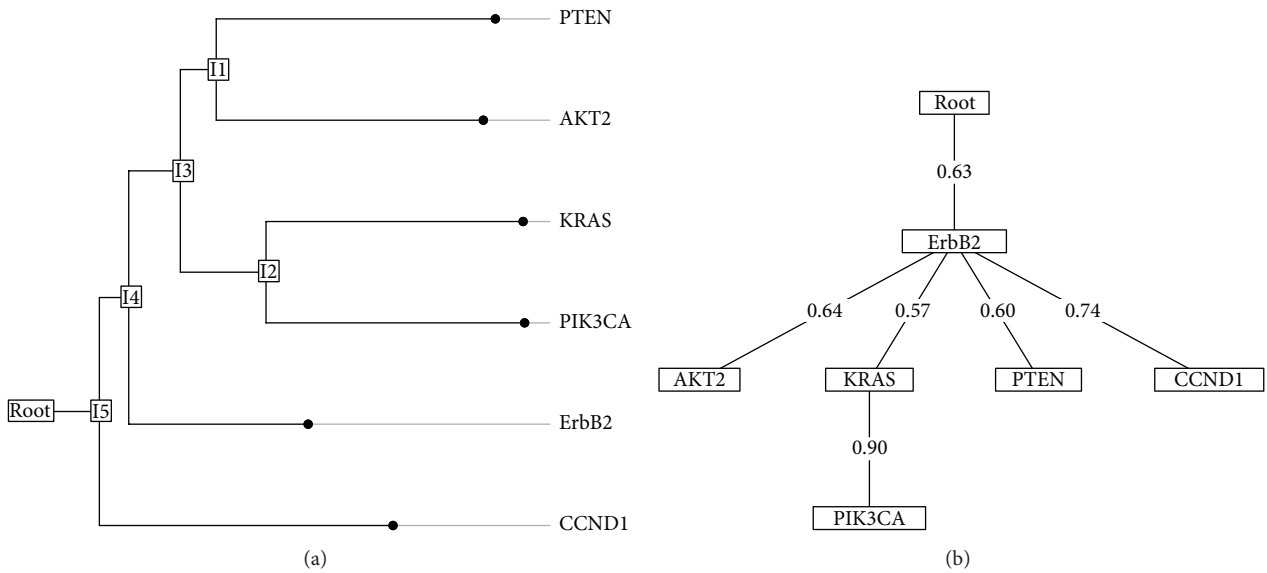 PTEN
I1
AKT2
I3
KRAS
I2
PIK3CA
I4
Root
I5
ErbB2
CCND1
(a)
Root
0.63
ErbB2
0.64 0.57 0.60 0.74
AKT2 KRAS PTEN CCND1
0.90
PIK3CA
(b)